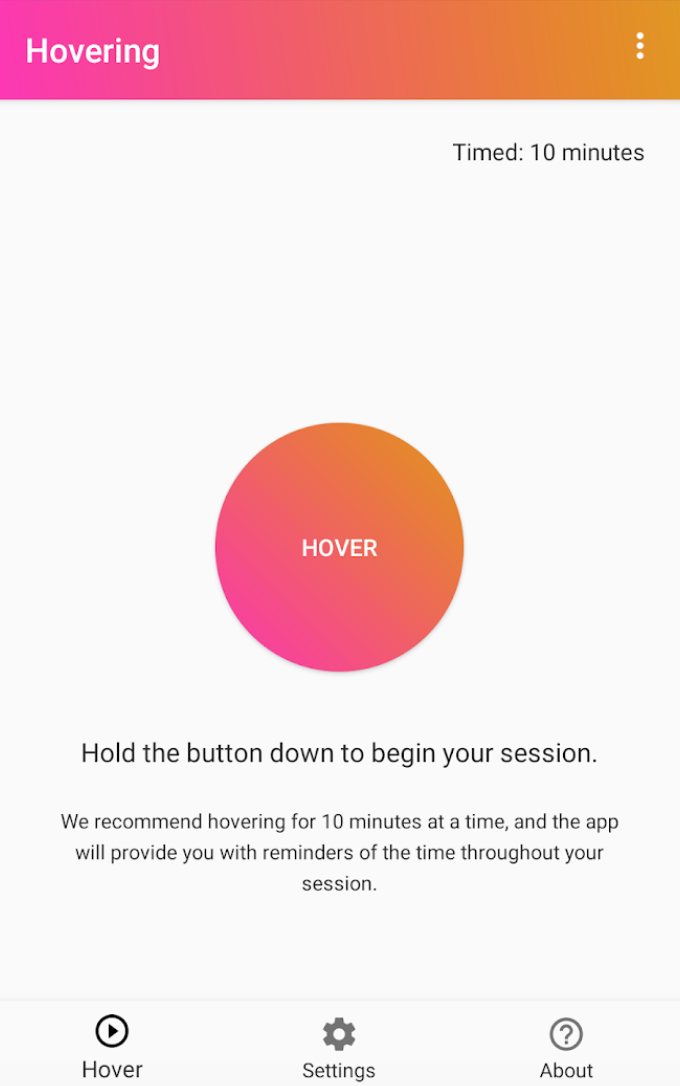 Hovering
Timed: 10 minutes
HOVER
Hold the button down to begin your session.
We recommend hovering for 10 minutes at a time, and the app
will provide you with reminders of the time throughout your
session.
Hover
Settings
About